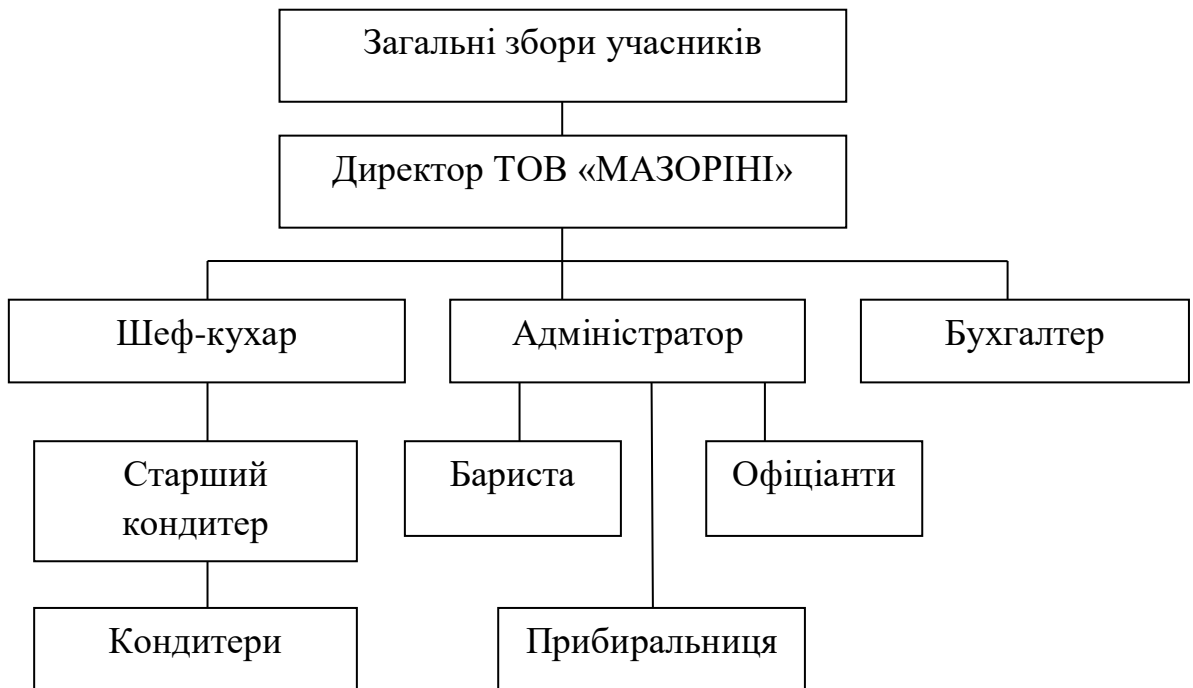 Загальні збори учасників
Директор ТОВ «МАЗОРІНІ»
Шеф-кухар
Адміністратор
Бухгалтер
Старший
кондитер
Бариста
Офіціанти
Кондитери
Прибиральниця